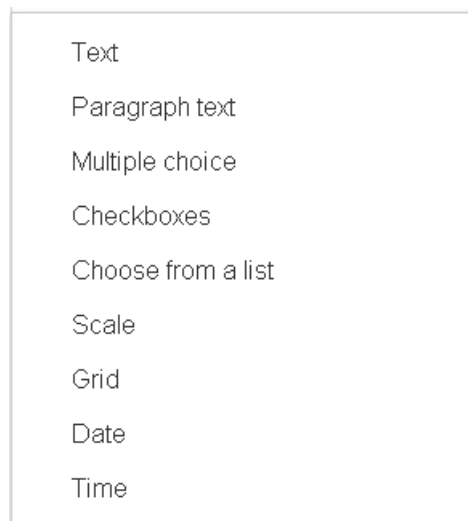 Text
Paragraph text
Multiple choice
Checkboxes
Choose from a list
Scale
Grid
Date
Time